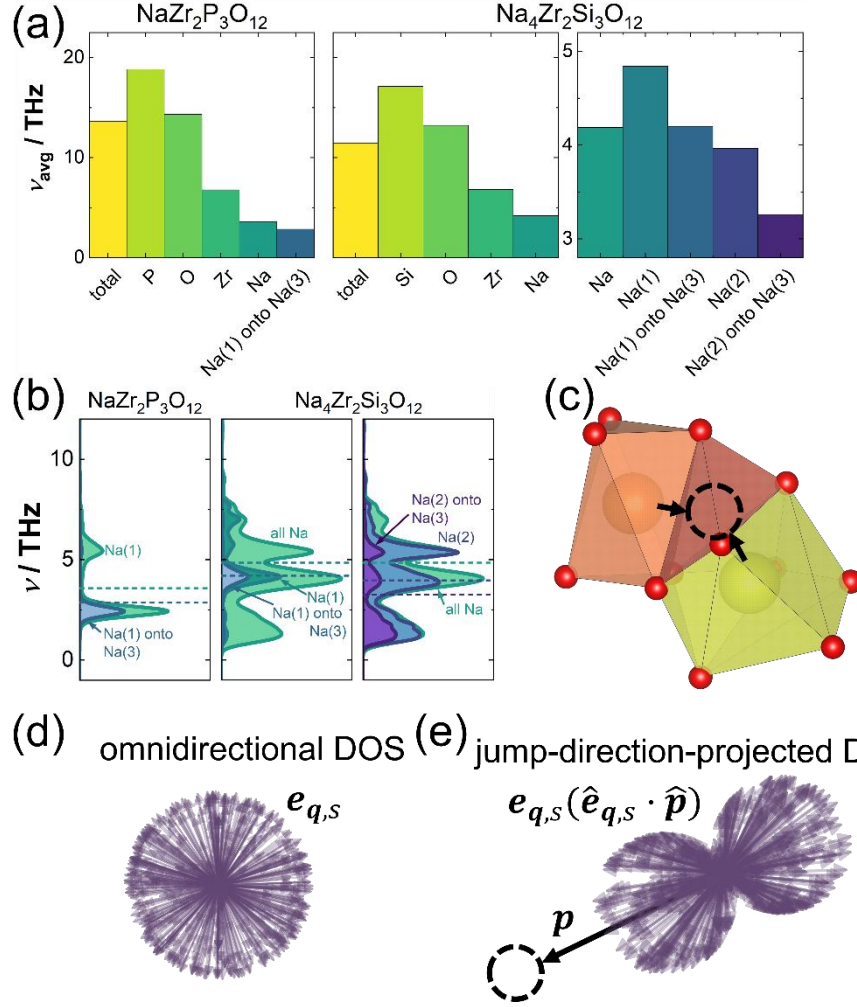 (a)
NaZr2P3O12
Na4Zr2Si3O12
νavg / THz
20
10
0
total
P
O
Zr
Na
Na(1) onto Na(3)
total
Si
O
Zr
Na
5
4
3
Na
Na(1)
Na(1) onto Na(3)
Na(2)
Na(2) onto Na(3)
(b)
NaZr2P3O12
Na4Zr2Si3O12
(c)
ν / THz
10
5
0
Na(1)
Na(1) onto
Na(3)
all Na
Na(1)
Na(1) onto
Na(3)
Na(2) onto
Na(3)
Na(2)
all Na
(d)
omnidirectional DOS
eq,s
(e)
jump-direction-projected D
eq,s(êq,s · p̂)
p